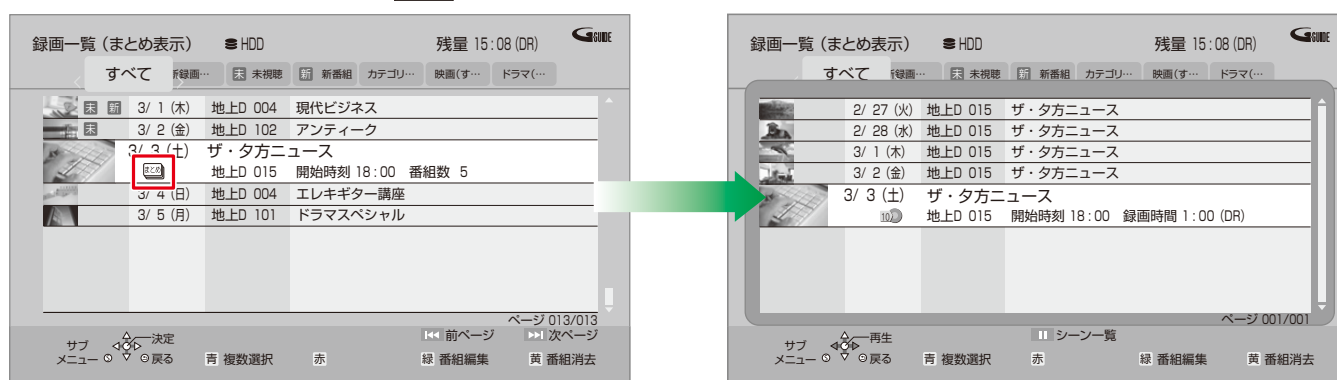 録画一覧 (まとめ表示) HDD 残量 15:08 (DR) G GUIDE
すべて 未 未視聴 新 新番組 カテゴリ… 映画(す… ドラマ(…
未 新 3/ 1 (木) 地上D 004 現代ビジネス
未 3/ 2 (金) 地上D 102 アンティーク
3/ 3 (土) ザ・夕方ニュース
まとめ 地上D 015 開始時刻 18:00 番組数 5
3/ 4 (日) 地上D 004 エレキギター講座
3/ 5 (月) 地上D 101 ドラマスペシャル
ページ 013/013
前ページ 次ページ
サブメニュー 決定 戻る 青 複数選択 赤 緑 番組編集 黄 番組消去
録画一覧 (まとめ表示) HDD 残量 15:08 (DR) G GUIDE
すべて 未 未視聴 新 新番組 カテゴリ… 映画(す… ドラマ(…
2/ 27 (火) 地上D 015 ザ・夕方ニュース
2/ 28 (水) 地上D 015 ザ・夕方ニュース
3/ 1 (木) 地上D 015 ザ・夕方ニュース
3/ 2 (金) 地上D 015 ザ・夕方ニュース
3/ 3 (土) ザ・夕方ニュース
10 地上D 015 開始時刻 18:00 録画時間 1:00 (DR)
ページ 001/001
シーン一覧
サブメニュー 再生 戻る 青 複数選択 赤 緑 番組編集 黄 番組消去